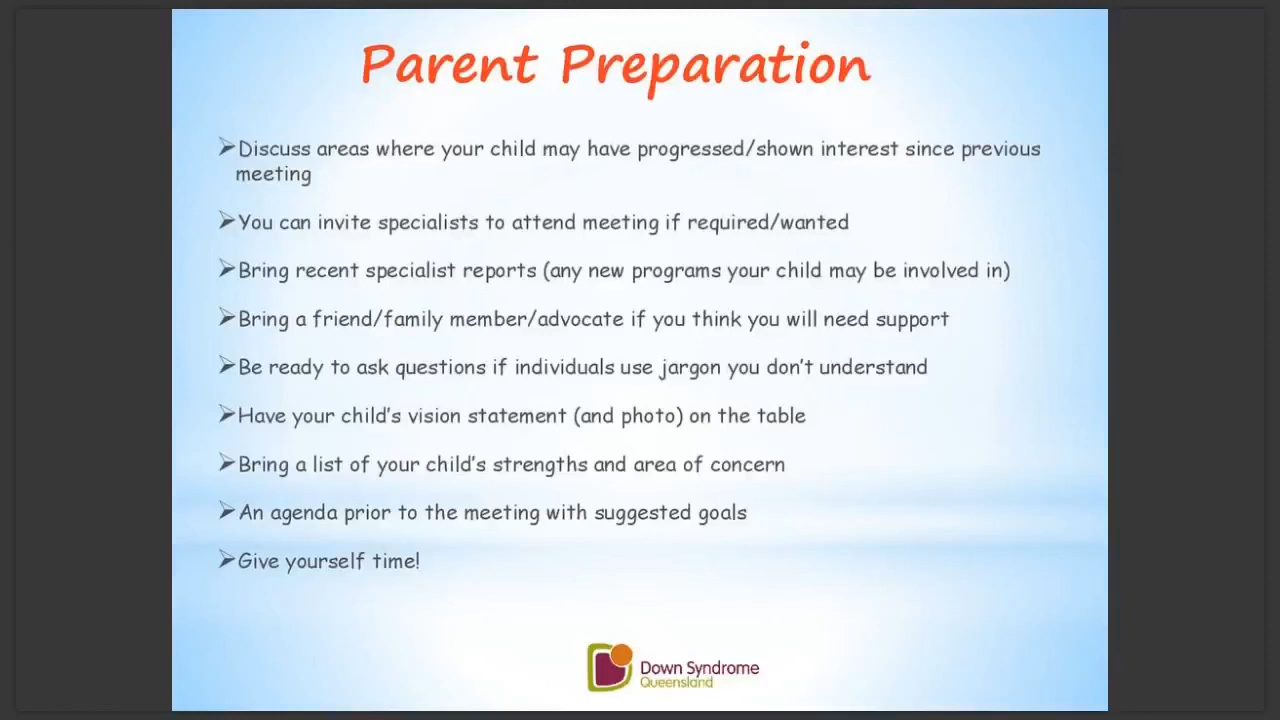 Parent Preparation
➢Discuss areas where your child may have progressed/shown interest since previous
meeting
➢You can invite specialists to attend meeting if required/wanted
➢Bring recent specialist reports (any new programs your child may be involved in)
➢Bring a friend/family member/advocate if you think you will need support
➢Be ready to ask questions if individuals use jargon you don't understand
➢Have your child's vision statement (and photo) on the table
➢Bring a list of your child's strengths and area of concern
➢An agenda prior to the meeting with suggested goals
➢Give yourself time!
Down Syndrome
Queensland